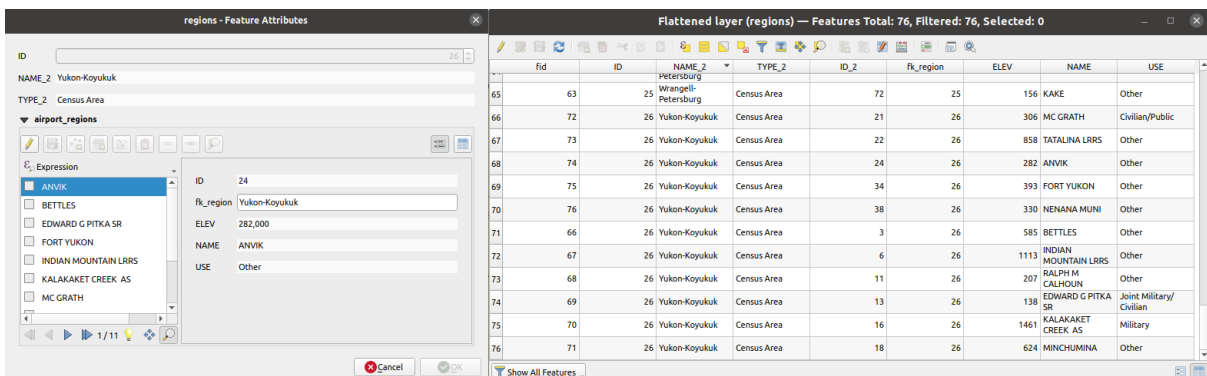 regions - Feature Attributes
ID 26
NAME_2 Yukon-Koyukuk
TYPE_2 Census Area
airport_regions
Expression
ANVIK
BETTLES
EDWARD G PITKA SR
FORT YUKON
INDIAN MOUNTAIN LRRS
KALAKAKET CREEK AS
MC GRATH
ID 24
fk_region Yukon-Koyukuk
ELEV 282,000
NAME ANVIK
USE Other
1/11
Cancel OK
Flattened layer (regions) — Features Total: 76, Filtered: 76, Selected: 0
fid ID NAME_2 TYPE_2 ID_2 fk_region ELEV NAME USE
Petersburg
65 63 25 Wrangell-Petersburg Census Area 72 25 156 KAKE Other
66 72 26 Yukon-Koyukuk Census Area 21 26 306 MC GRATH Civilian/Public
67 73 26 Yukon-Koyukuk Census Area 22 26 858 TATALINA LRRS Other
68 74 26 Yukon-Koyukuk Census Area 24 26 282 ANVIK Other
69 75 26 Yukon-Koyukuk Census Area 34 26 393 FORT YUKON Other
70 76 26 Yukon-Koyukuk Census Area 38 26 330 NENANA MUNI Other
71 66 26 Yukon-Koyukuk Census Area 3 26 585 BETTLES Other
72 67 26 Yukon-Koyukuk Census Area 6 26 1113 INDIAN MOUNTAIN LRRS Other
73 68 26 Yukon-Koyukuk Census Area 11 26 207 RALPH M CALHOUN Other
74 69 26 Yukon-Koyukuk Census Area 13 26 138 EDWARD G PITKA SR Joint Military/Civilian
75 70 26 Yukon-Koyukuk Census Area 16 26 1461 KALAKAKET CREEK AS Military
76 71 26 Yukon-Koyukuk Census Area 18 26 624 MINCHUMINA Other
Show All Features